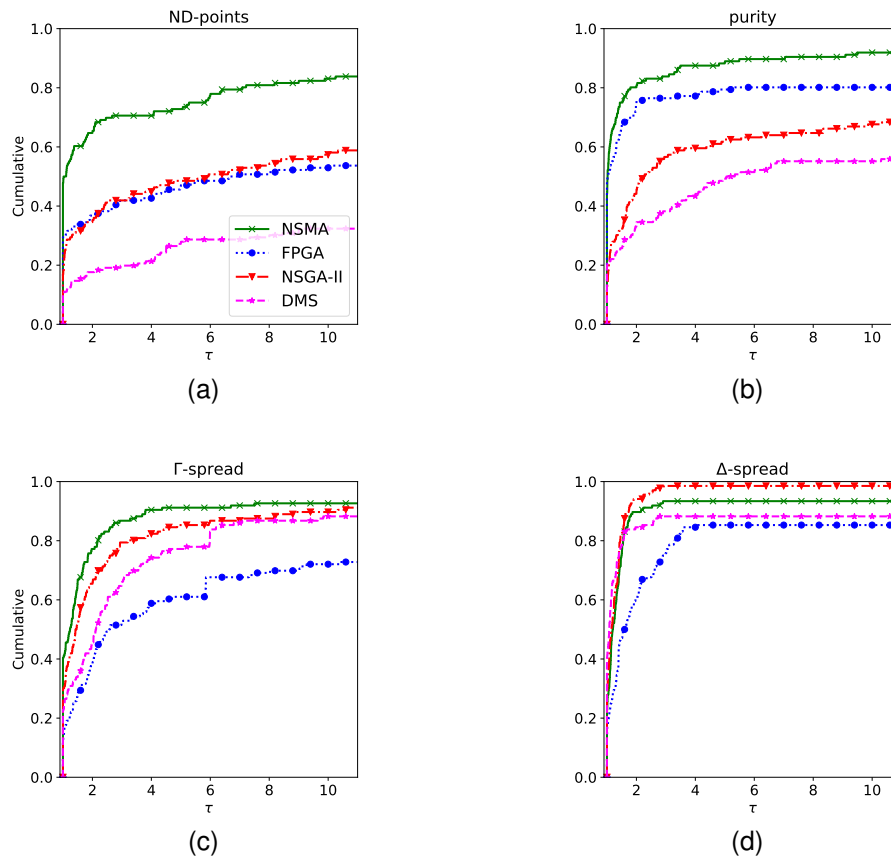 ND-points
1.0
0.8
0.6
0.4
0.2
0.0
Cumulative
2 4 6 8 10
τ
NSMA
FPGA
NSGA-II
DMS
(a)
purity
1.0
0.8
0.6
0.4
0.2
0.0
2 4 6 8 10
τ
(b)
Γ-spread
1.0
0.8
0.6
0.4
0.2
0.0
Cumulative
2 4 6 8 10
τ
(c)
Δ-spread
1.0
0.8
0.6
0.4
0.2
0.0
2 4 6 8 10
τ
(d)